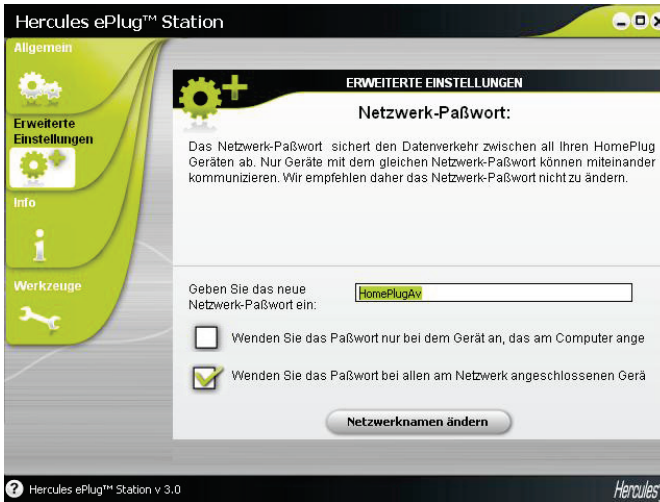 Hercules ePlug™ Station
Allgemein
Erweiterte
Einstellungen
Info
Werkzeuge
ERWEITERTE EINSTELLUNGEN
Netzwerk-Paßwort:
Das Netzwerk-Paßwort sichert den Datenverkehr zwischen all Ihren HomePlug
Geräten ab. Nur Geräte mit dem gleichen Netzwerk-Paßwort können miteinander
kommunizieren. Wir empfehlen daher das Netzwerk-Paßwort nicht zu ändern.
Geben Sie das neue
Netzwerk-Paßwort ein:
HomePlugAv
Wenden Sie das Paßwort nur bei dem Gerät an, das am Computer ange
Wenden Sie das Paßwort bei allen am Netzwerk angeschlossenen Gerä
Netzwerknamen ändern
? Hercules ePlug™ Station v 3.0
Hercules